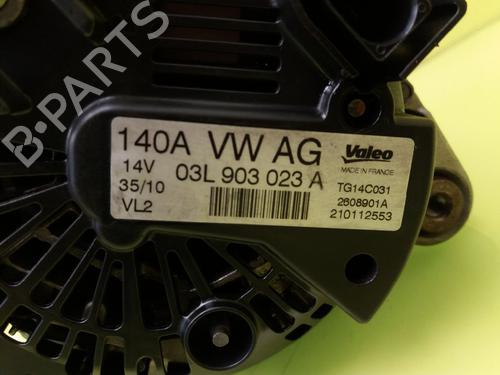 B-PARTS
140A VW AG
14V 03L 903 023 A
35/10
VL2
Valeo
MADE IN FRANCE
TG14C031
2608901A
210112553